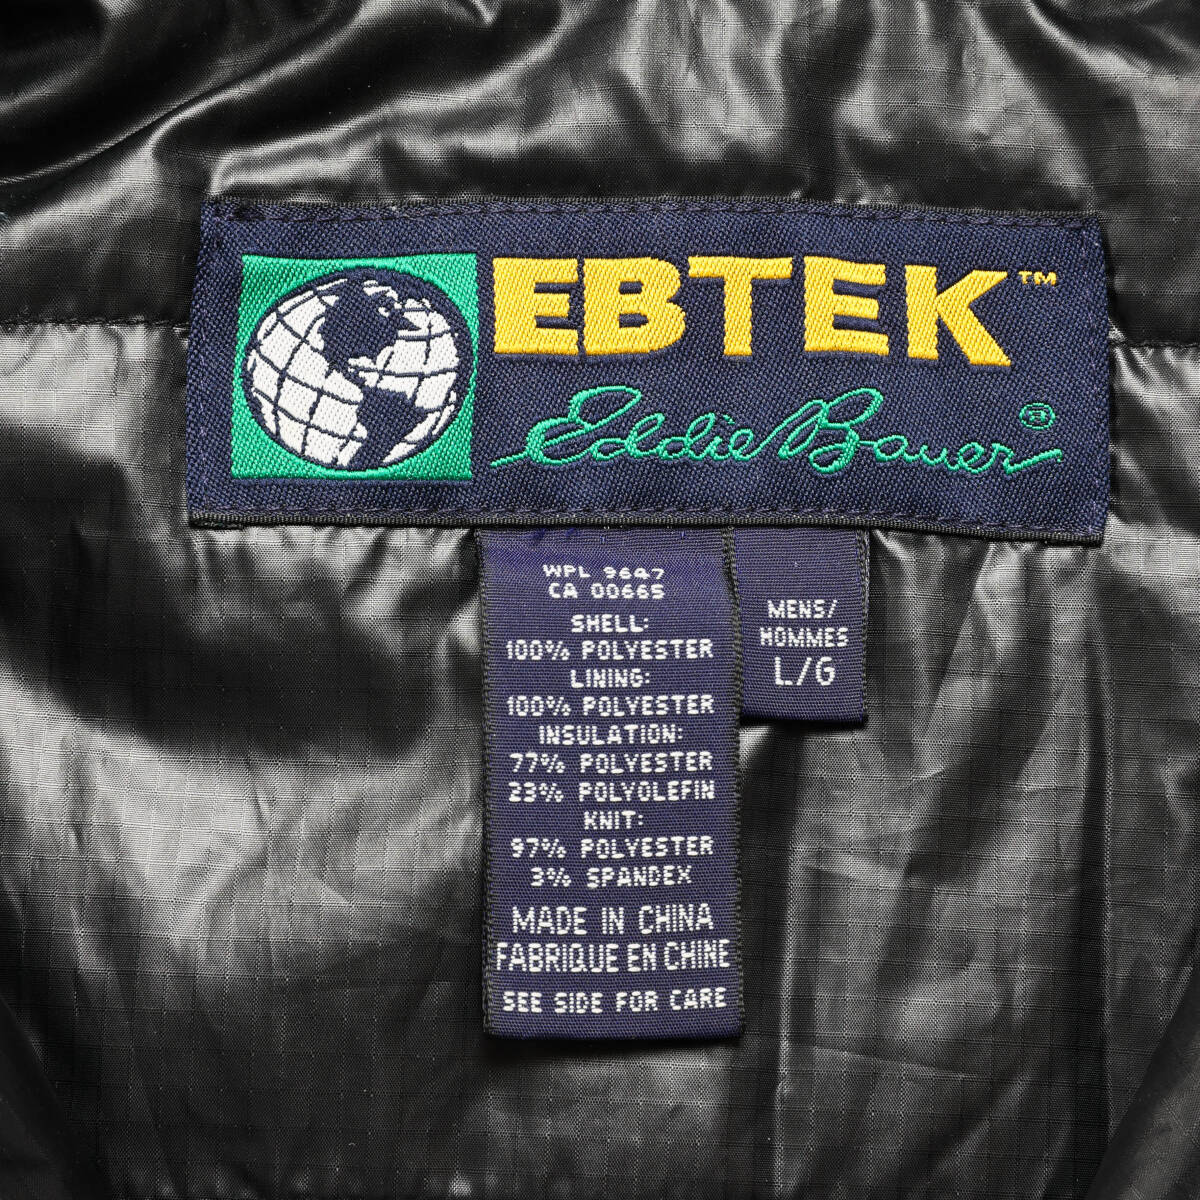 EBTEK™
Eddie Bauer®
WPL 9647
CA 00665
SHELL:
100% POLYESTER
LINING:
100% POLYESTER
INSULATION:
77% POLYESTER
23% POLYOLEFIN
KNIT:
97% POLYESTER
3% SPANDEX
MADE IN CHINA
FABRIQUE EN CHINE
SEE SIDE FOR CARE
MENS/
HOMMES
L/G